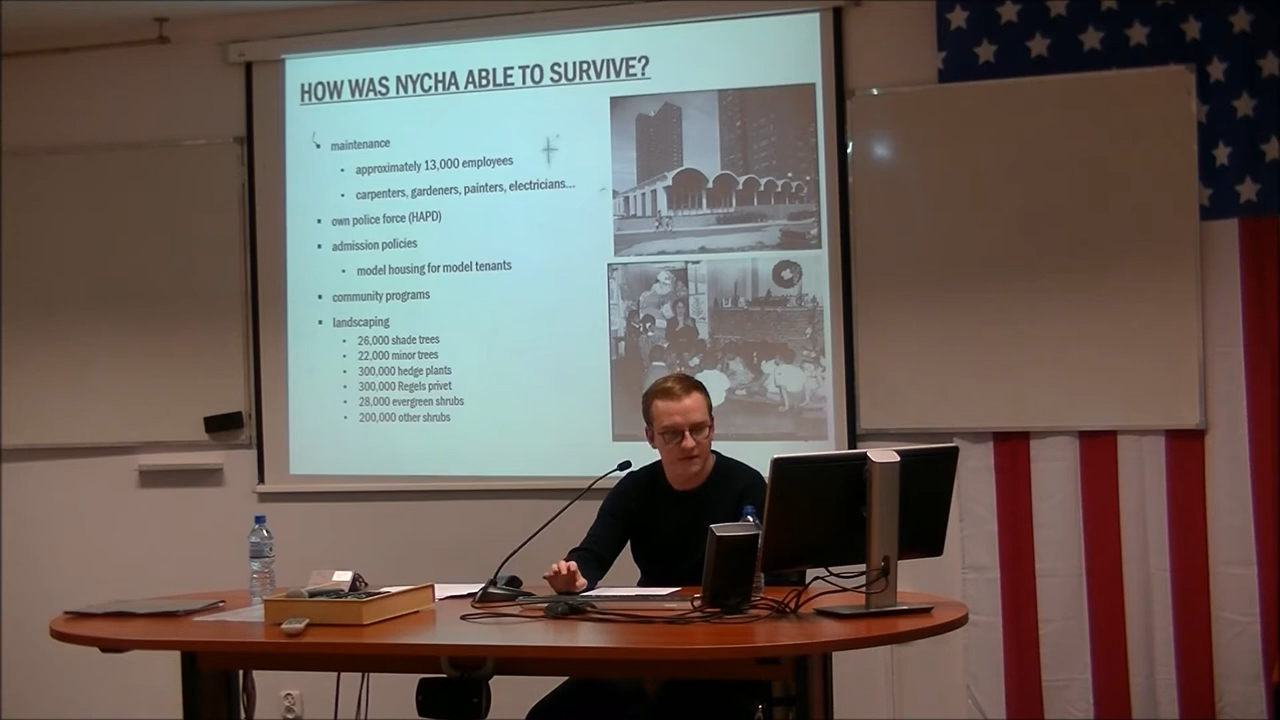 HOW WAS NYCHA ABLE TO SURVIVE?
maintenance
approximately 13,000 employees
carpenters, gardeners, painters, electricians...
own police force (HAPD)
admission policies
model housing for model tenants
community programs
landscaping
26,000 shade trees
22,000 minor trees
300,000 hedge plants
300,000 Regels privet
28,000 evergreen shrubs
200,000 other shrubs